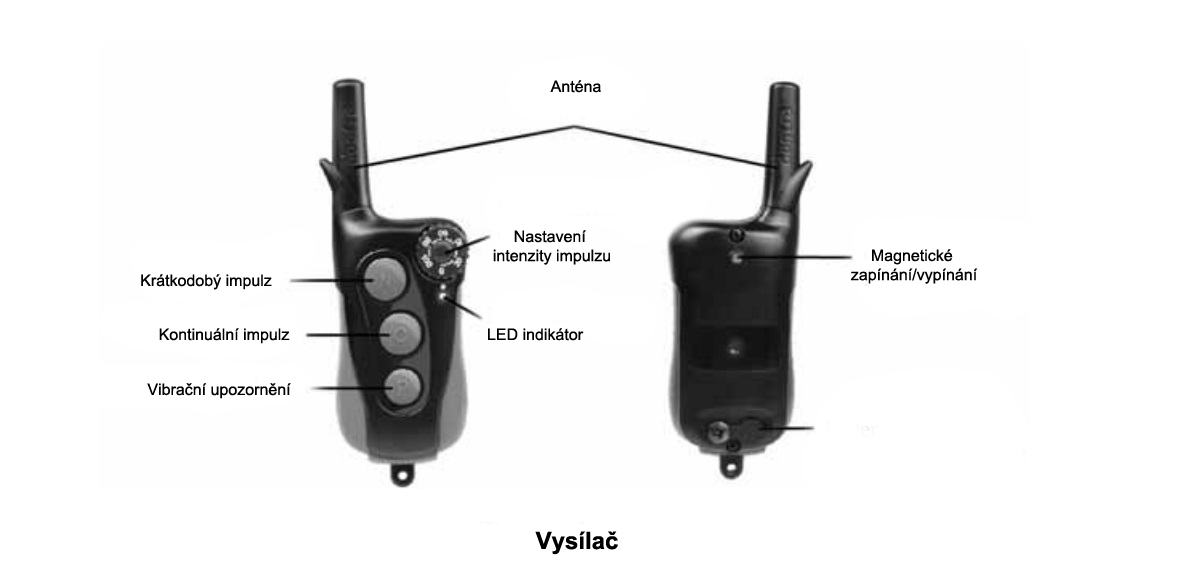 Anténa
Nastavení
intenzity impulzu
Magnetické
zapínání/vypínání
Krátkodobý impulz
Kontinuální impulz
LED indikátor
Vibrační upozornění
Vysílač